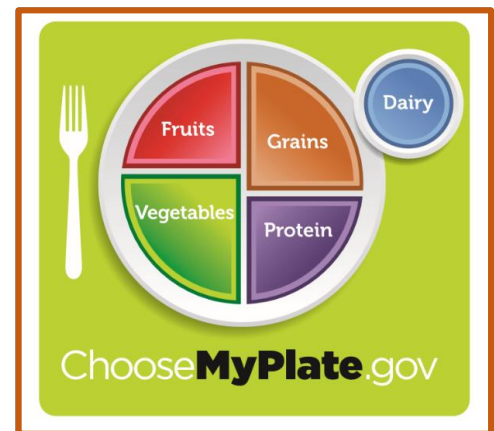 Dairy
Fruits
Grains
Vegetables
Protein
ChooseMyPlate.gov